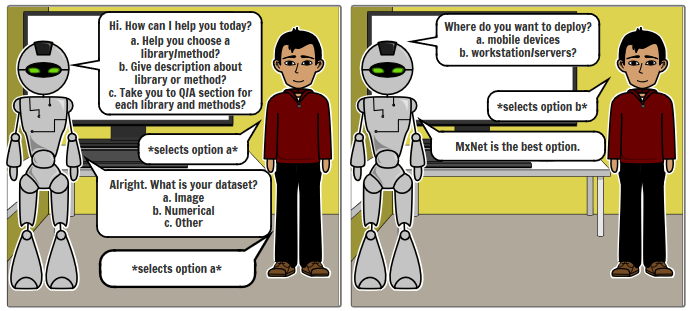 Hi. How can I help you today?
a. Help you choose a
library/method?
b. Give description about
library or method?
c. Take you to Q/A section for
each library and methods?
*selects option a*
Alright. What is your dataset?
a. Image
b. Numerical
c. Other
*selects option a*
Where do you want to deploy?
a. mobile devices
b. workstation/servers?
*selects option b*
MxNet is the best option.